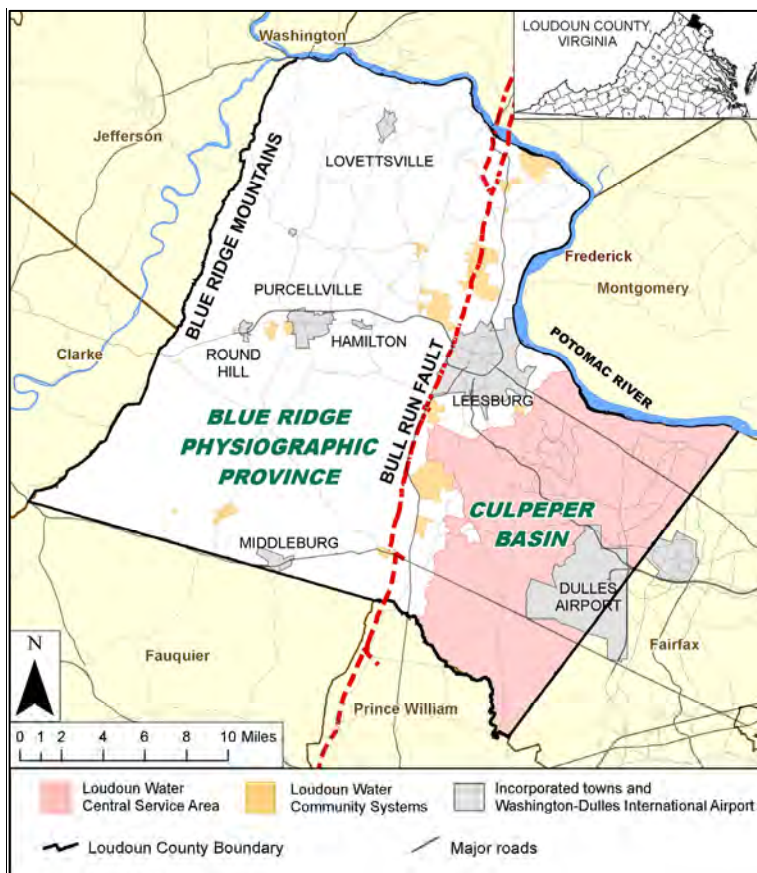 LOUDOUN COUNTY,
VIRGINIA
Washington
Jefferson
LOVETTSVILLE
BLUE RIDGE MOUNTAINS
Frederick
Montgomery
PURCELLVILLE
HAMILTON
ROUND
HILL
Clarke
POTOMAC RIVER
LEESBURG
BULL RUN FAULT
BLUE RIDGE
PHYSIOGRAPHIC
PROVINCE
CULPEPER
BASIN
MIDDLEBURG
DULLES
AIRPORT
Fairfax
Fauquier
Prince William
N
0 1 2 4 6 8 10 Miles
Loudoun Water
Central Service Area
Loudoun Water
Community Systems
Incorporated towns and
Washington-Dulles International Airport
Loudoun County Boundary
Major roads